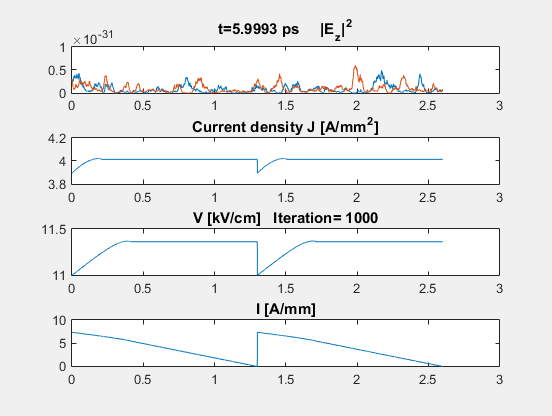 t=5.9993 ps |E_z|^2
×10^-31
1
0.5
0
0 0.5 1 1.5 2 2.5 3
Current density J [A/mm^2]
4.2
4
3.8
0 0.5 1 1.5 2 2.5 3
V [kV/cm] Iteration= 1000
11.5
11
0 0.5 1 1.5 2 2.5 3
I [A/mm]
10
5
0
0 0.5 1 1.5 2 2.5 3